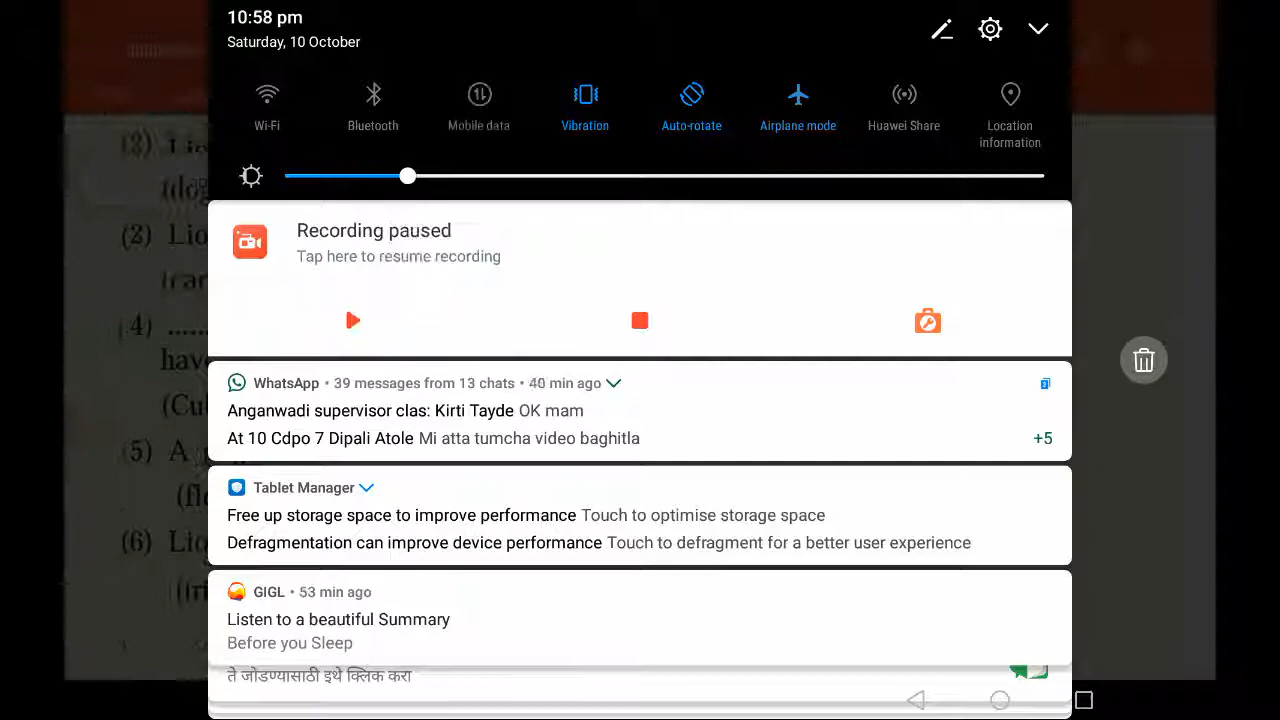 10:58 pm
Saturday, 10 October
Wi-Fi
Bluetooth
Mobile data
Vibration
Auto-rotate
Airplane mode
Huawei Share
Location
information
Recording paused
Tap here to resume recording
WhatsApp • 39 messages from 13 chats • 40 min ago
Anganwadi supervisor clas: Kirti Tayde OK mam
At 10 Cdpo 7 Dipali Atole Mi atta tumcha video baghitla
+5
Tablet Manager
Free up storage space to improve performance Touch to optimise storage space
Defragmentation can improve device performance Touch to defragment for a better user experience
GIGL • 53 min ago
Listen to a beautiful Summary
Before you Sleep
ते जोडण्यासाठी इथे क्लिक करा
(3)
(2) Lio
(car
(4) ......
have
(Cu
(5) A
(6)